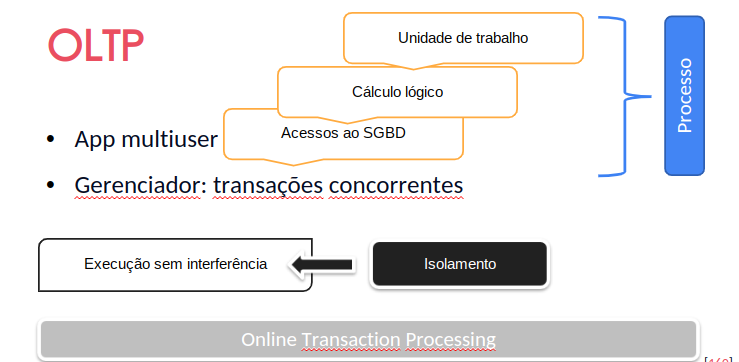 OLTP
Unidade de trabalho
Cálculo lógico
Acessos ao SGBD
Processo
• App multiuser
• Gerenciador: transações concorrentes
Execução sem interferência
Isolamento
Online Transaction Processing